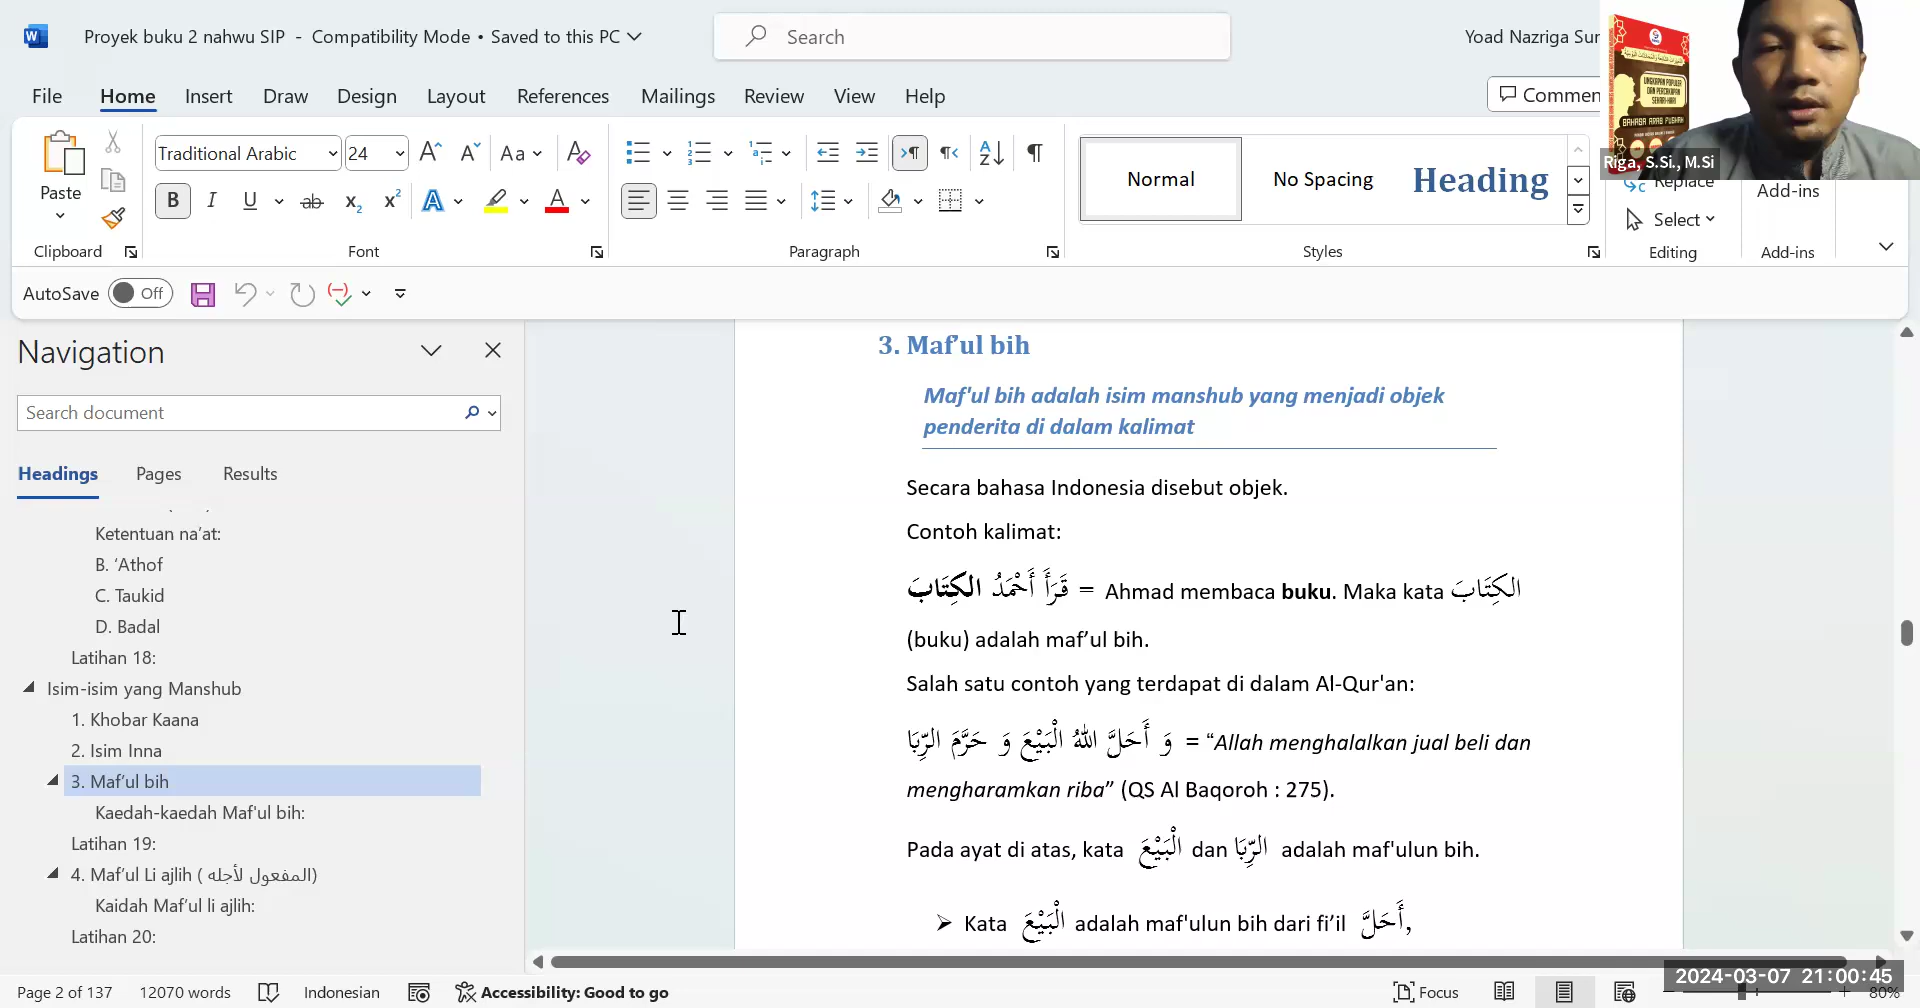 Proyek buku 2 nahwu SIP - Compatibility Mode • Saved to this PC
Search
Yoad Nazriga Sur
File Home Insert Draw Design Layout References Mailings Review View Help
Commen
Paste
Clipboard
Traditional Arabic 24
Font
Paragraph
Normal
No Spacing
Heading
Styles
Replace
Select
Editing
Add-ins
Add-ins
UNGKAPAN POPULER
DAN PERCAKAPAN
SEHARI-HARI
BAHASA ARAB FUSHAH
Riga, S.Si., M.Si
AutoSave Off
Navigation
Search document
Headings Pages Results
Ketentuan na’at:
B. ‘Athof
C. Taukid
D. Badal
Latihan 18:
Isim-isim yang Manshub
1. Khobar Kaana
2. Isim Inna
3. Maf’ul bih
Kaedah-kaedah Maf'ul bih:
Latihan 19:
4. Maf’ul Li ajlih ( المفعول لأجله)
Kaidah Maf’ul li ajlih:
Latihan 20:
3. Maf’ul bih
Maf'ul bih adalah isim manshub yang menjadi objek
penderita di dalam kalimat
Secara bahasa Indonesia disebut objek.
Contoh kalimat:
قَرَأَ أَحْمَدُ الكِتَابَ = Ahmad membaca buku. Maka kata الكِتَابَ
(buku) adalah maf’ul bih.
Salah satu contoh yang terdapat di dalam Al-Qur'an:
وَ أَحَلَّ اللهُ الْبَيْعَ وَ حَرَّمَ الرِّبَا = “Allah menghalalkan jual beli dan
mengharamkan riba” (QS Al Baqoroh : 275).
Pada ayat di atas, kata الْبَيْعَ dan الرِّبَا adalah maf'ulun bih.
➢ Kata الْبَيْعَ adalah maf'ulun bih dari fi’il أَحَلَّ,
Page 2 of 137 12070 words Indonesian Accessibility: Good to go Focus 80%
2024-03-07 21:00:45